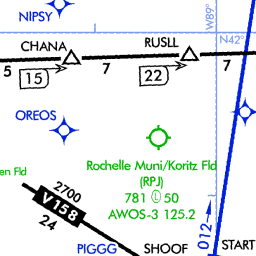 NIPSY
W89°
N42°
CHANA
RUSLL
5
15
7
22
7
OREOS
Rochelle Muni/Koritz Fld
(RPJ)
781 Ⓛ 50
AWOS-3 125.2
en Fld
2700
V158
24
012
PIGGG
SHOOF
START